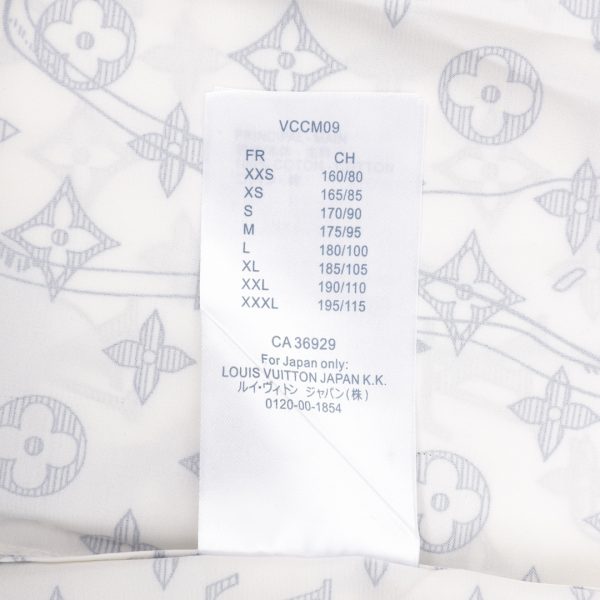 VCCM09
FR CH
XXS 160/80
XS 165/85
S 170/90
M 175/95
L 180/100
XL 185/105
XXL 190/110
XXXL 195/115
CA 36929
For Japan only:
LOUIS VUITTON JAPAN K.K.
ルイ・ヴィトン ジャパン(株)
0120-00-1854